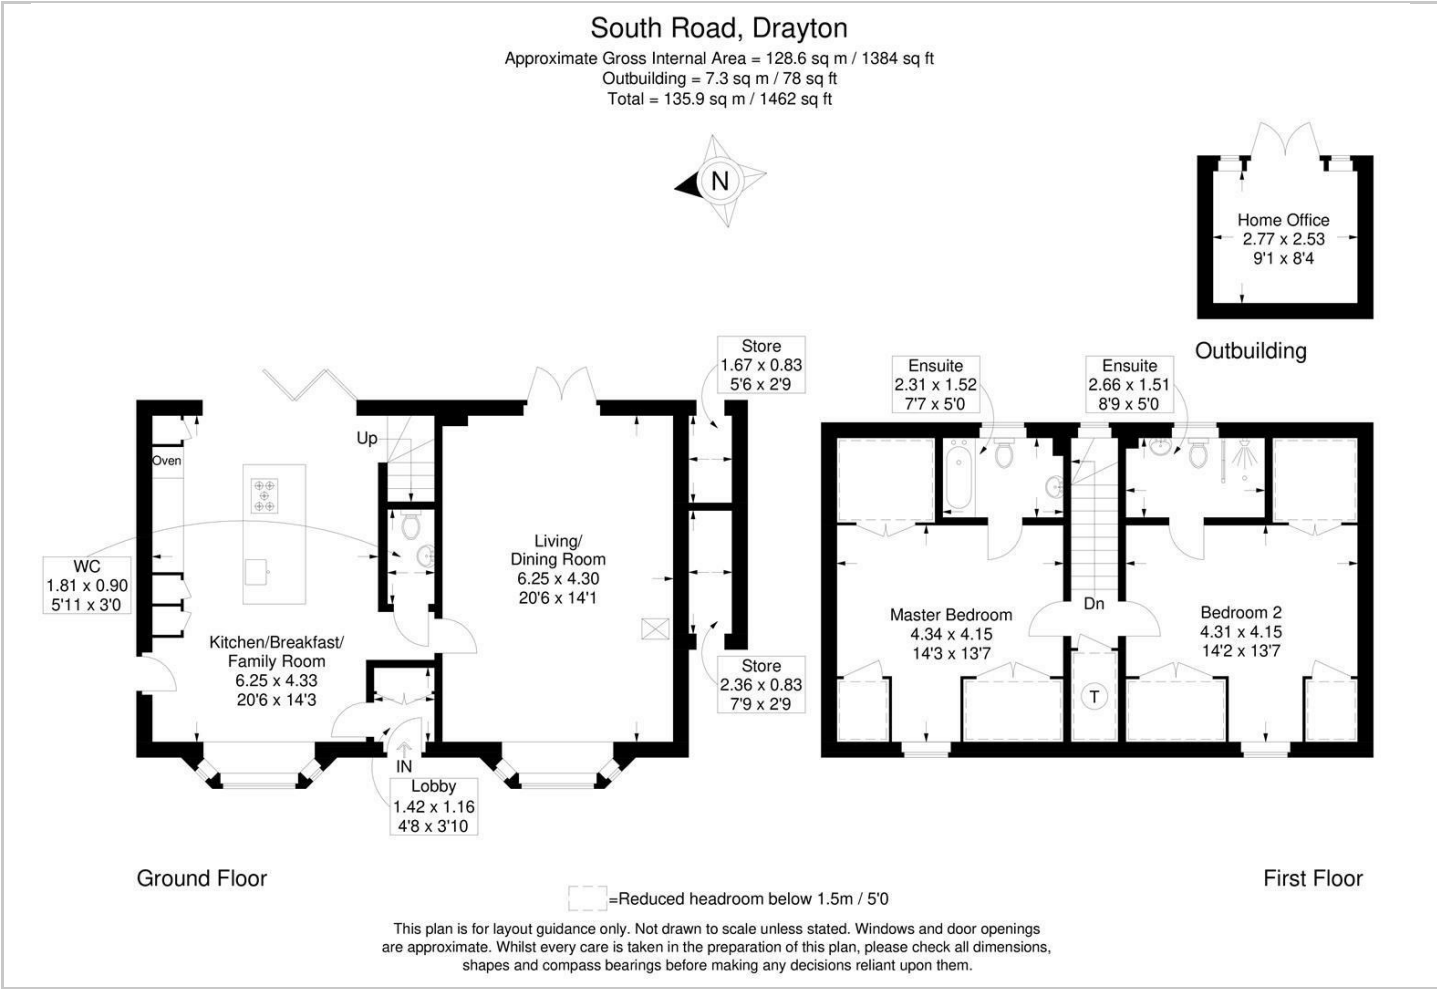 South Road, Drayton
Approximate Gross Internal Area = 128.6 sq m / 1384 sq ft
Outbuilding = 7.3 sq m / 78 sq ft
Total = 135.9 sq m / 1462 sq ft
N
Home Office
2.77 x 2.53
9'1 x 8'4
Outbuilding
Store
1.67 x 0.83
5'6 x 2'9
Ensuite
2.31 x 1.52
7'7 x 5'0
Ensuite
2.66 x 1.51
8'9 x 5'0
Up
Oven
WC
1.81 x 0.90
5'11 x 3'0
Living/
Dining Room
6.25 x 4.30
20'6 x 14'1
Kitchen/Breakfast/
Family Room
6.25 x 4.33
20'6 x 14'3
Store
2.36 x 0.83
7'9 x 2'9
IN
Lobby
1.42 x 1.16
4'8 x 3'10
Master Bedroom
4.34 x 4.15
14'3 x 13'7
Dn
Bedroom 2
4.31 x 4.15
14'2 x 13'7
T
Ground Floor
First Floor
=Reduced headroom below 1.5m / 5'0
This plan is for layout guidance only. Not drawn to scale unless stated. Windows and door openings
are approximate. Whilst every care is taken in the preparation of this plan, please check all dimensions,
shapes and compass bearings before making any decisions reliant upon them.